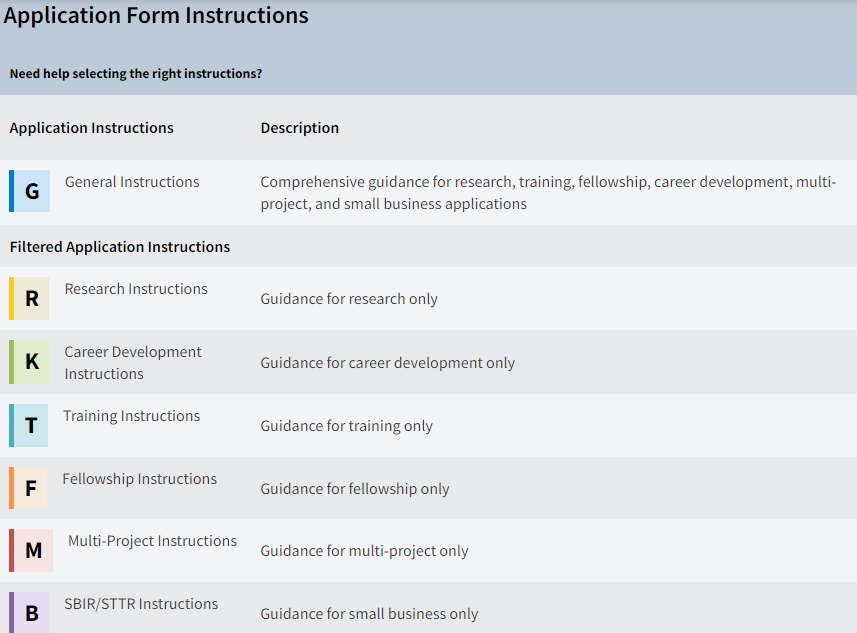 Application Form Instructions
Need help selecting the right instructions?
Application Instructions Description
G General Instructions Comprehensive guidance for research, training, fellowship, career development, multi-
project, and small business applications
Filtered Application Instructions
R Research Instructions Guidance for research only
K Career Development
Instructions Guidance for career development only
T Training Instructions Guidance for training only
F Fellowship Instructions Guidance for fellowship only
M Multi-Project Instructions Guidance for multi-project only
B SBIR/STTR Instructions Guidance for small business only